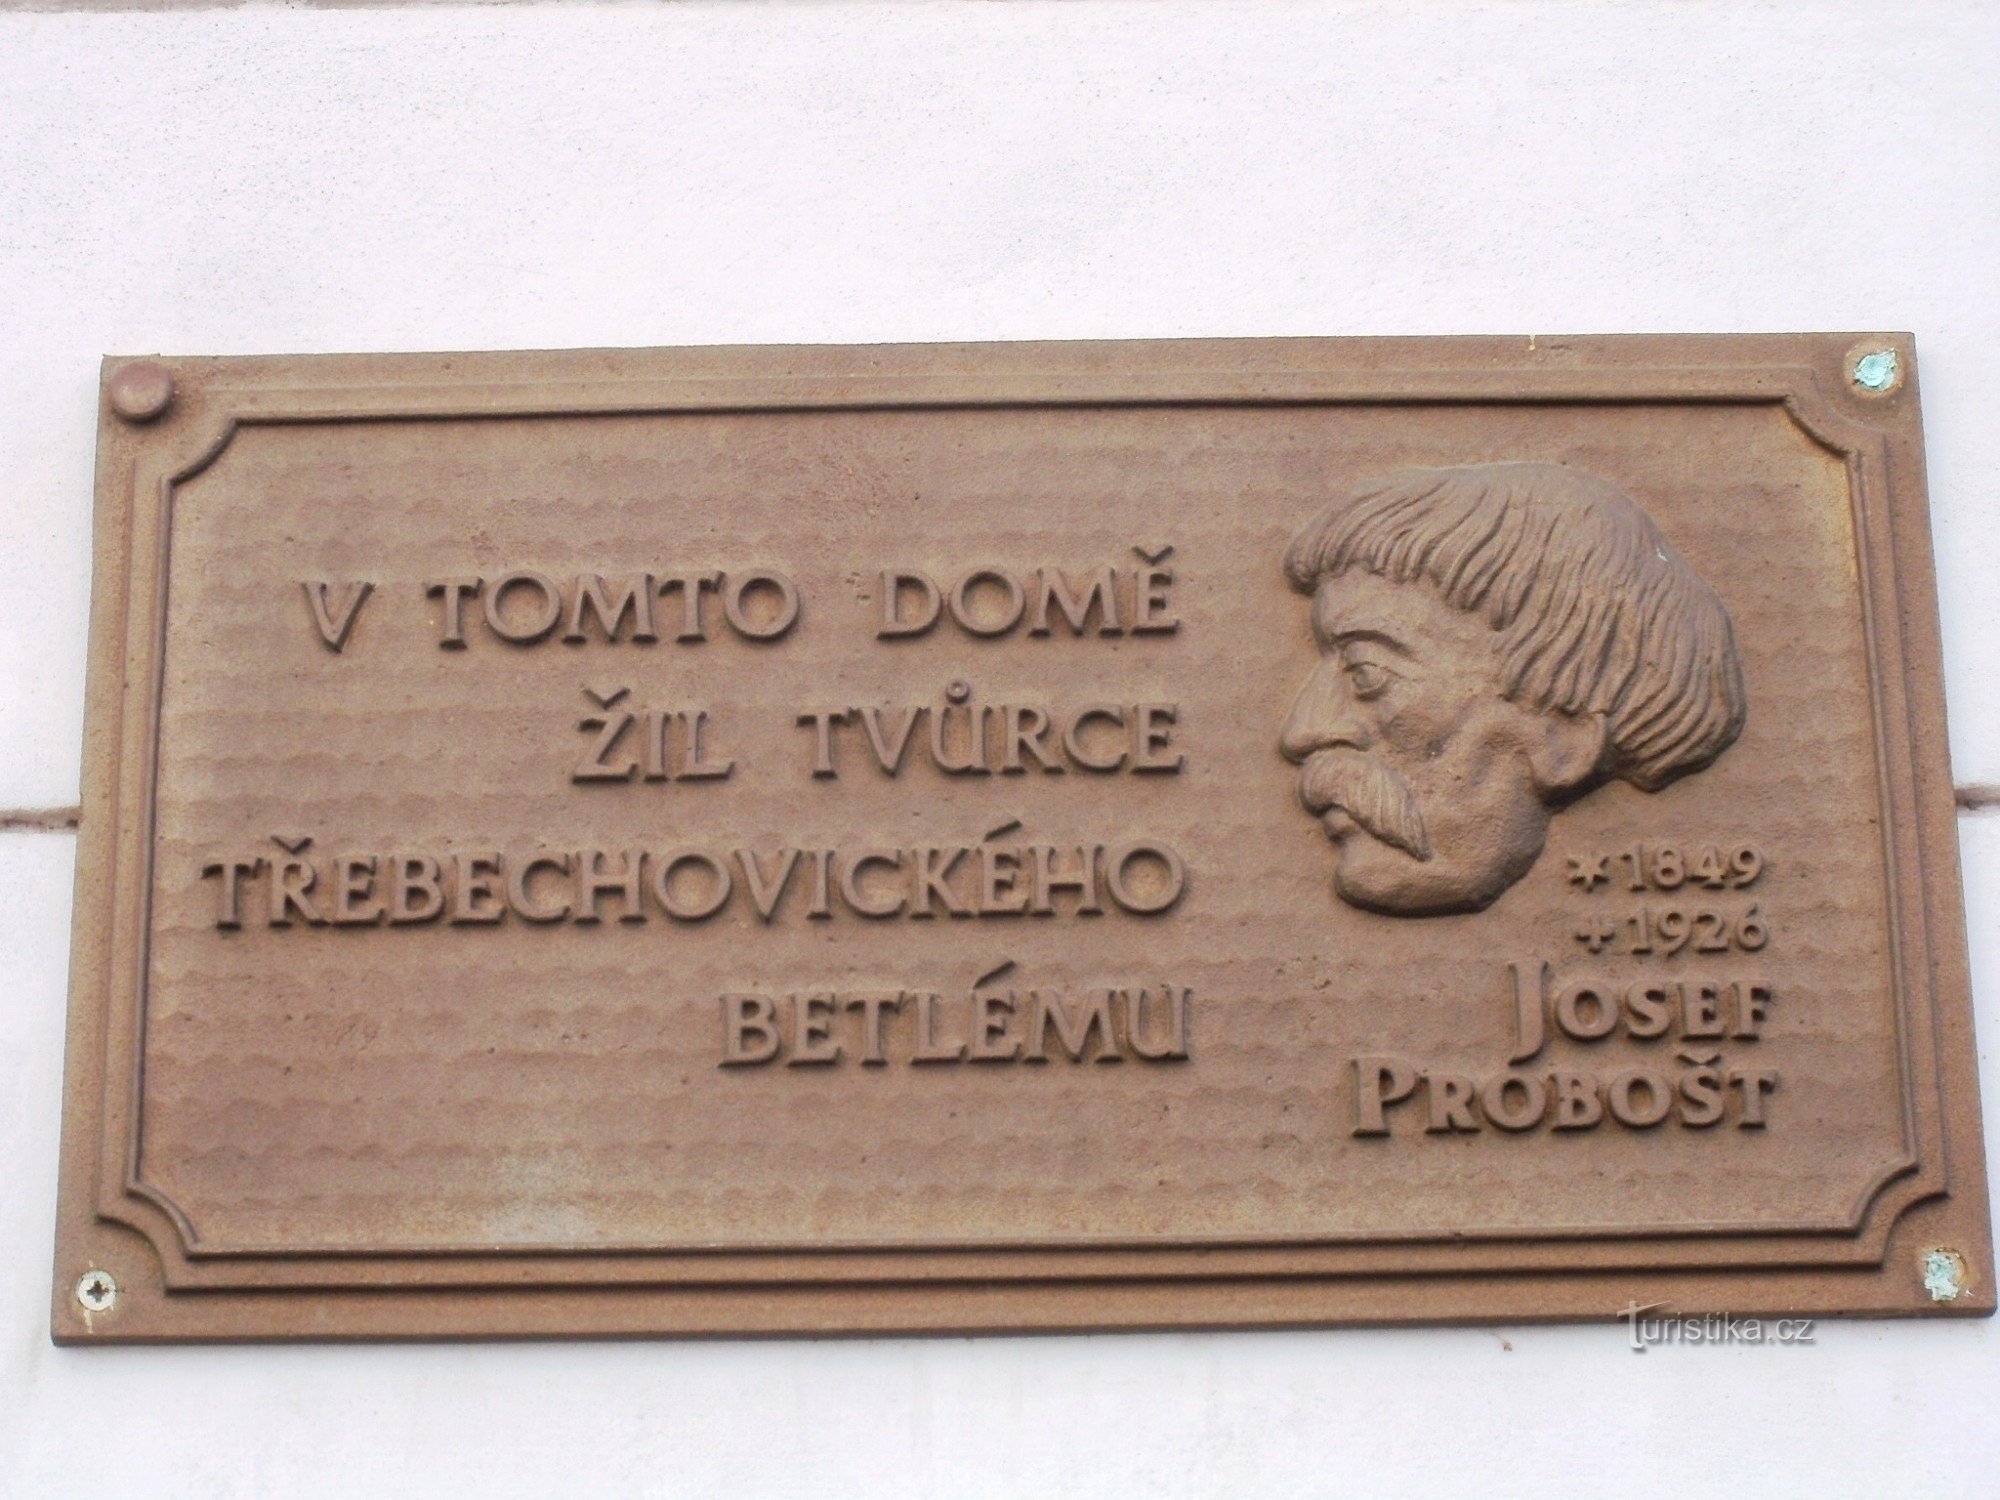 V TOMTO DOMĚ
ŽIL TVŮRCE
TŘEBECHOVICKÉHO
BETLÉMU
*1849
+1926
JOSEF
PROBOŠT
Turistika.cz